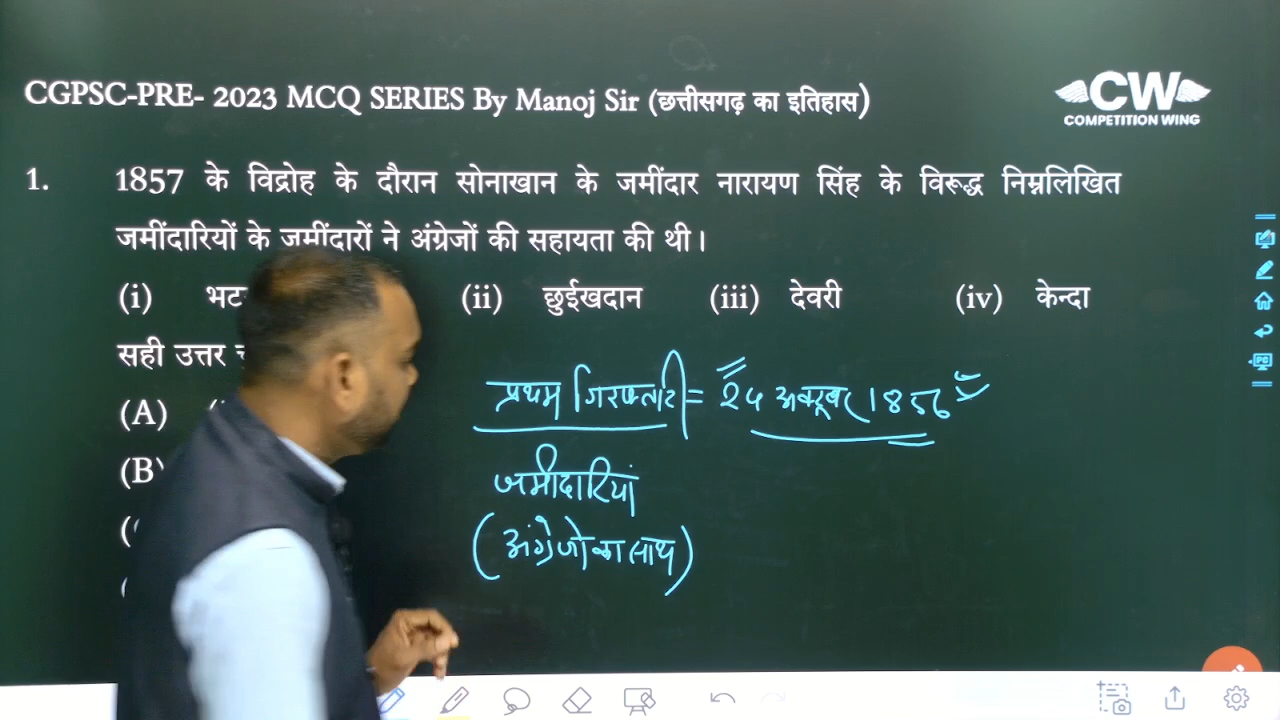 CGPSC-PRE- 2023 MCQ SERIES By Manoj Sir (छत्तीसगढ़ का इतिहास)
CW
COMPETITION WING
1. 1857 के विद्रोह के दौरान सोनाखान के जमींदार नारायण सिंह के विरूद्ध निम्नलिखित
जमींदारियों के जमींदारों ने अंग्रेजों की सहायता की थी।
(i) (ii) छुईखदान (iii) देवरी (iv) केन्दा
सही उत्तर
प्रथम गिरफ्तारी = 24 अक्टूबर 1856
(A)
(B)
जमींदारियां
(अंग्रेजो का साथ)
PC